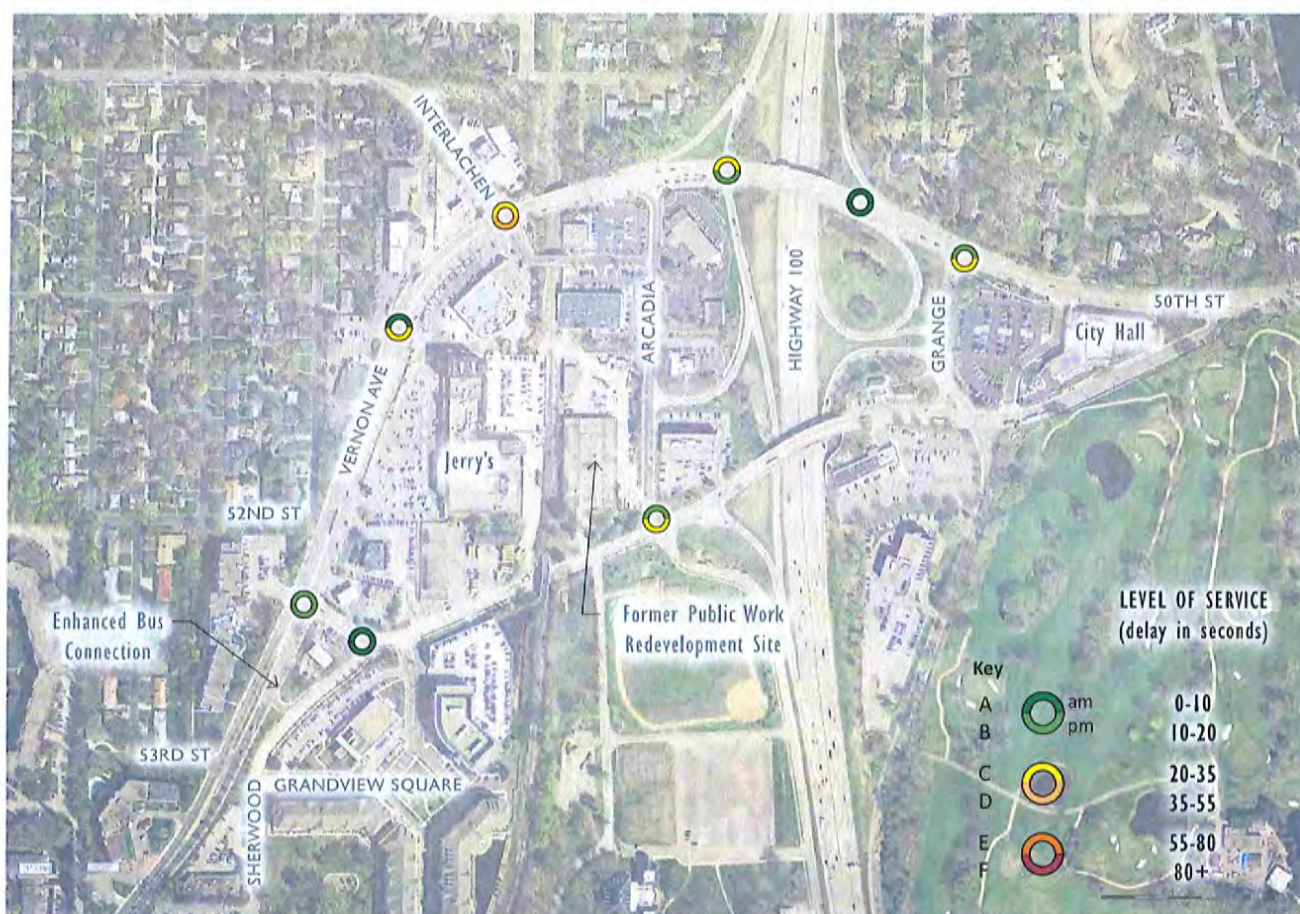 INTERLACHEN
VERNON AVE
ARCADIA
HIGHWAY 100
GRANGE
50TH ST
City Hall
Jerry's
52ND ST
Enhanced Bus
Connection
Former Public Work
Redevelopment Site
53RD ST
SHERWOOD
GRANDVIEW SQUARE
LEVEL OF SERVICE
(delay in seconds)
Key
A am 0-10
B pm 10-20
C 20-35
D 35-55
E 55-80
F 80+